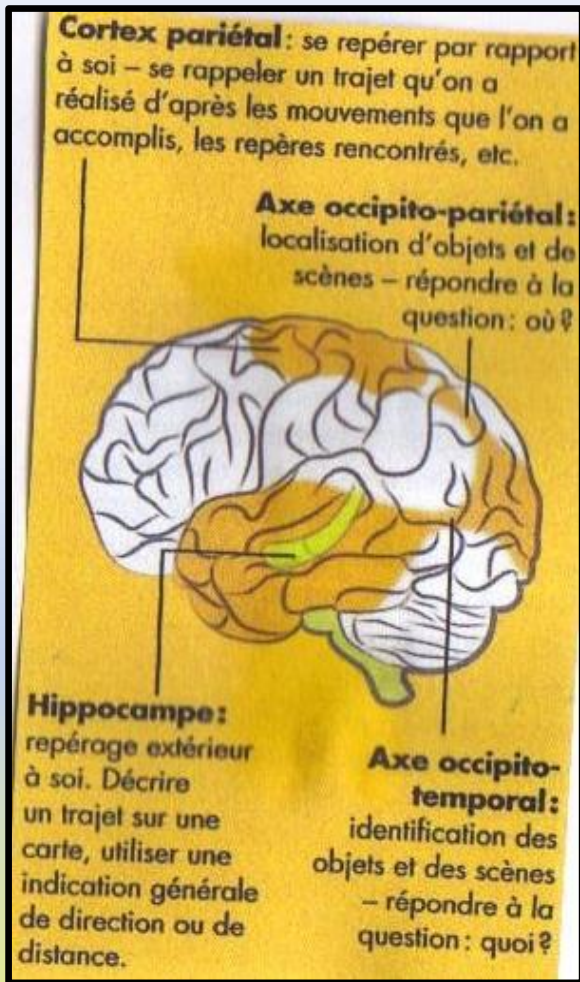 Cortex pariétal : se repérer par rapport
à soi – se rappeler un trajet qu'on a
réalisé d'après les mouvements que l'on a
accomplis, les repères rencontrés, etc.
Axe occipito-pariétal :
localisation d'objets et de
scènes – répondre à la
question : où ?
Hippocampe :
repérage extérieur
à soi. Décrire
un trajet sur une
carte, utiliser une
indication générale
de direction ou de
distance.
Axe occipito-
temporal :
identification des
objets et des scènes
– répondre à la
question : quoi ?